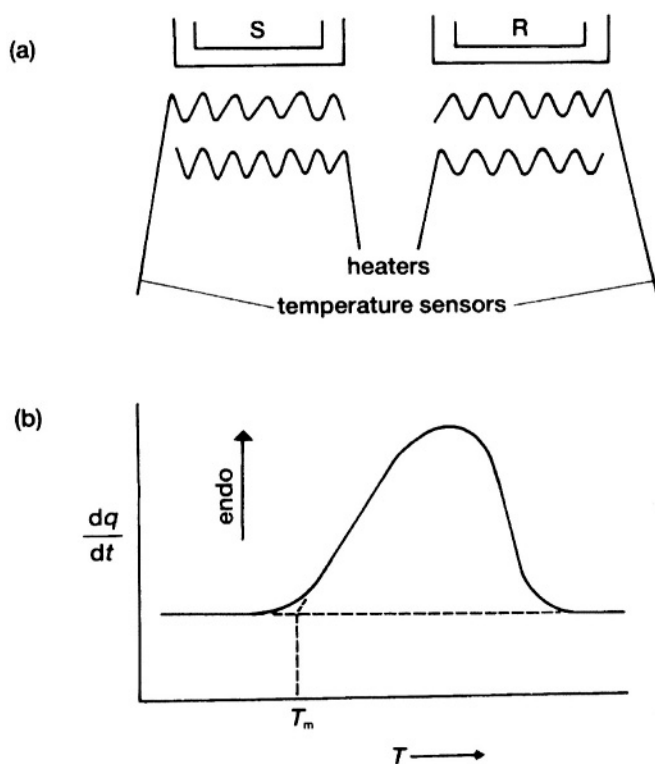 (a)
S
R
heaters
temperature sensors
(b)
endo
dq
dt
Tm
T